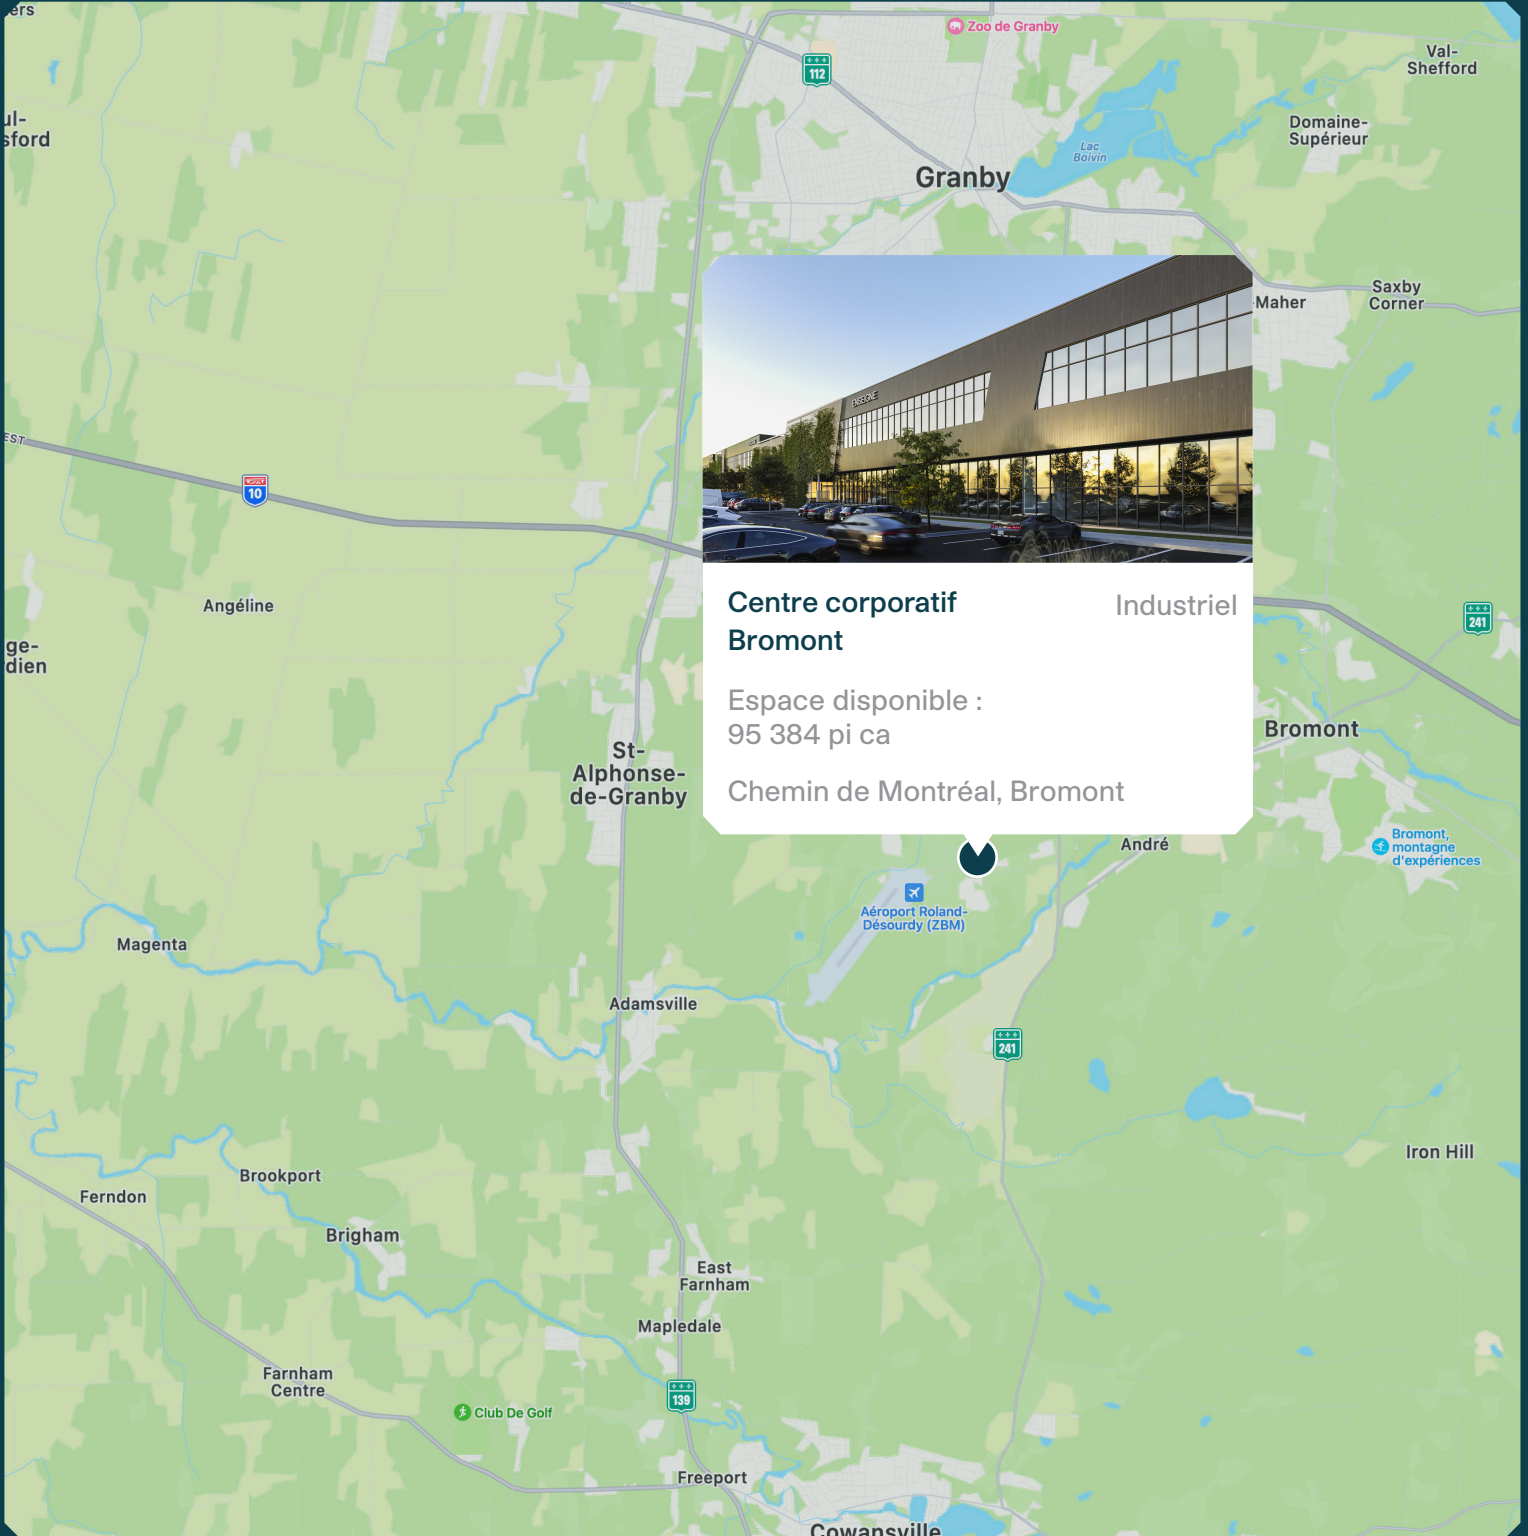 ers
Zoo de Granby
Val-
Shefford
112
ul-
sford
Domaine-
Supérieur
Lac
Boivin
Granby
Saxby
Corner
-Maher
ENSEIGNE
EST
10
Centre corporatif
Bromont
Industriel
Angéline
241
ge-
dien
Espace disponible :
95 384 pi ca
Bromont
St-
Alphonse-
de-Granby
Chemin de Montréal, Bromont
André
Bromont,
montagne
d'expériences
Aéroport Roland-
Désourdy (ZBM)
Magenta
Adamsville
241
Iron Hill
Brookport
Ferndon
Brigham
East
Farnham
Mapledale
Farnham
Centre
139
Club De Golf
Freeport
Cowansville